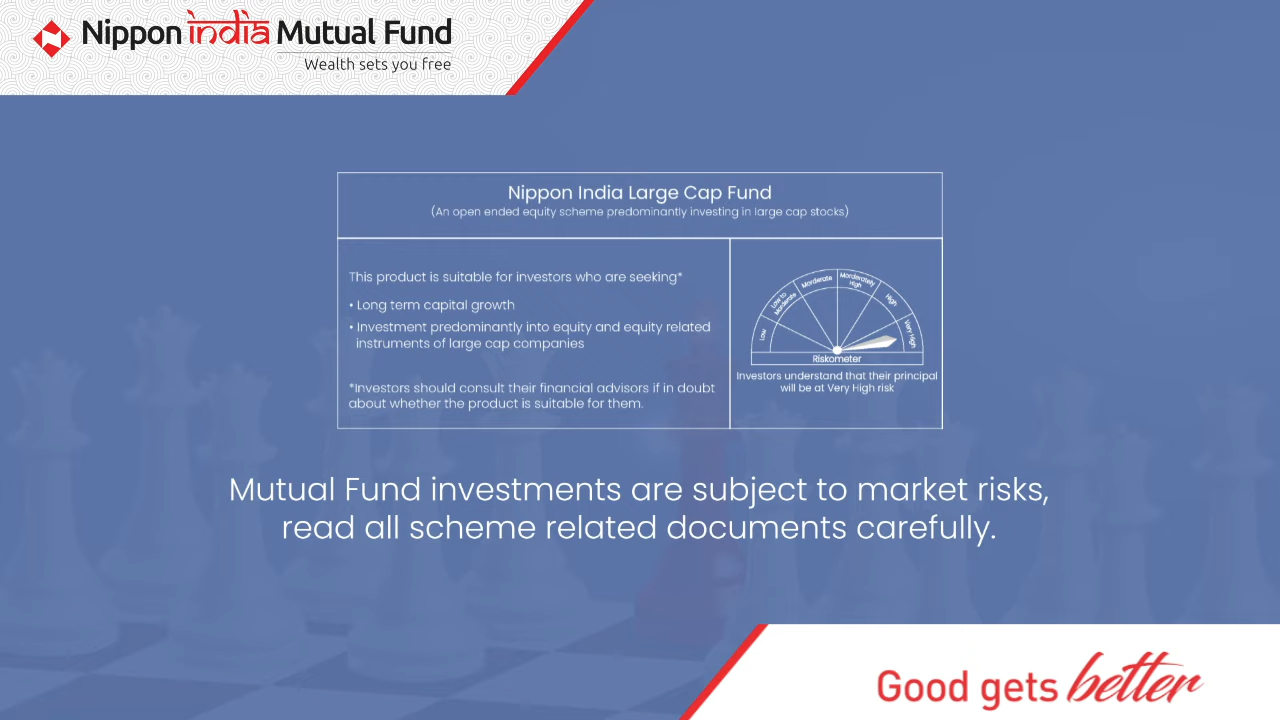 Nippon india Mutual Fund
Wealth sets you free
Nippon India Large Cap Fund
(An open ended equity scheme predominantly investing in large cap stocks)
This product is suitable for investors who are seeking*
• Long term capital growth
• Investment predominantly into equity and equity related
instruments of large cap companies
*Investors should consult their financial advisors if in doubt
about whether the product is suitable for them.
Low
Low to
Morderate
Morderate
Morderately
High
High
Very High
Riskometer
Investors understand that their principal
will be at Very High risk
Mutual Fund investments are subject to market risks,
read all scheme related documents carefully.
Good gets better